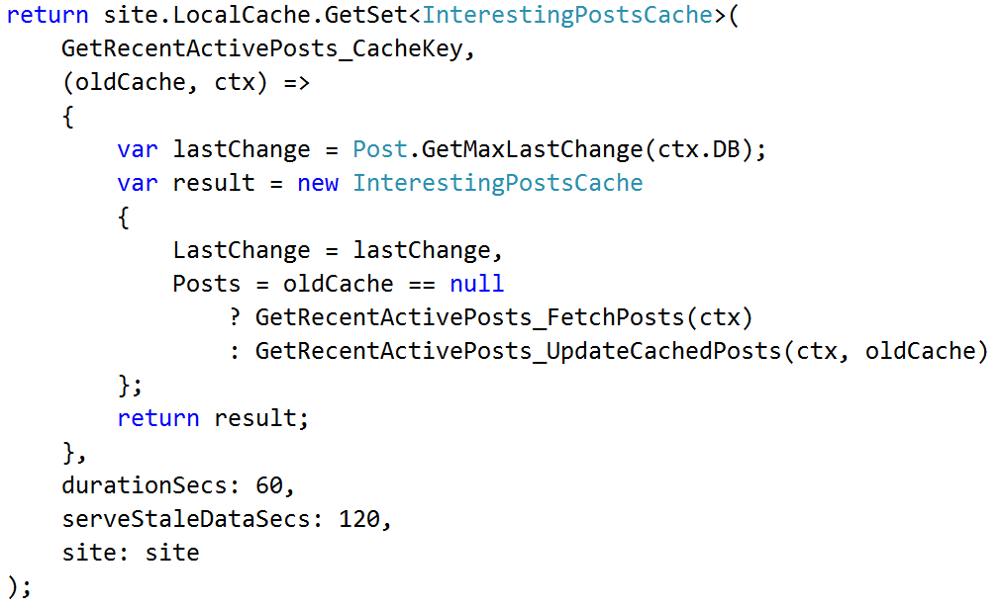 return site.LocalCache.GetSet<InterestingPostsCache>(
    GetRecentActivePosts_CacheKey,
    (oldCache, ctx) =>
    {
        var lastChange = Post.GetMaxLastChange(ctx.DB);
        var result = new InterestingPostsCache
        {
            LastChange = lastChange,
            Posts = oldCache == null
                ? GetRecentActivePosts_FetchPosts(ctx)
                : GetRecentActivePosts_UpdateCachedPosts(ctx, oldCache)
        };
        return result;
    },
    durationSecs: 60,
    serveStaleDataSecs: 120,
    site: site
);